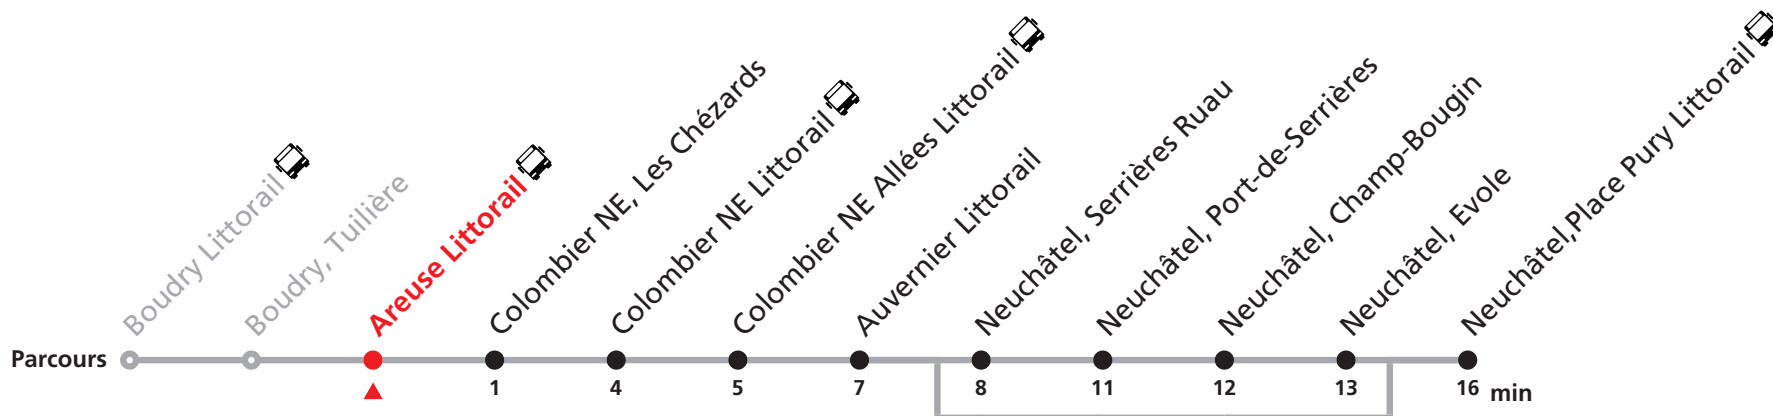 Boudry Littorail
Boudry, Tuilière
Areuse Littorail
Colombier NE, Les Chézards
Colombier NE Littorail
Colombier NE Allées Littorail
Auvernier Littorail
Neuchâtel, Serrières Ruau
Neuchâtel, Port-de-Serrières
Neuchâtel, Champ-Bougin
Neuchâtel, Evole
Neuchâtel,Place Pury Littorail
Parcours
1 4 5 7 8 11 12 13 16 min